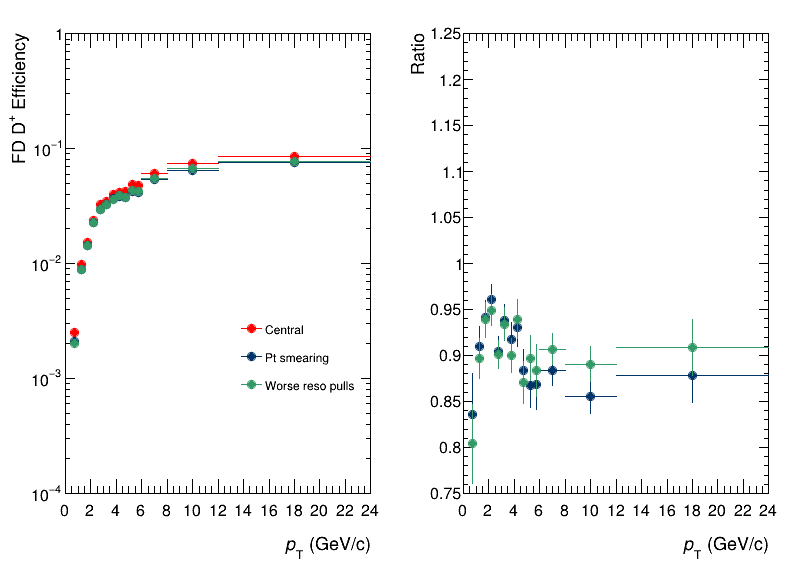 FD D+ Efficiency
1
10−1
10−2
10−3
10−4
0 2 4 6 8 10 12 14 16 18 20 22 24
pT (GeV/c)
Central
Pt smearing
Worse reso pulls
Ratio
1.25
1.2
1.15
1.1
1.05
1
0.95
0.9
0.85
0.8
0.75
0 2 4 6 8 10 12 14 16 18 20 22 24
pT (GeV/c)